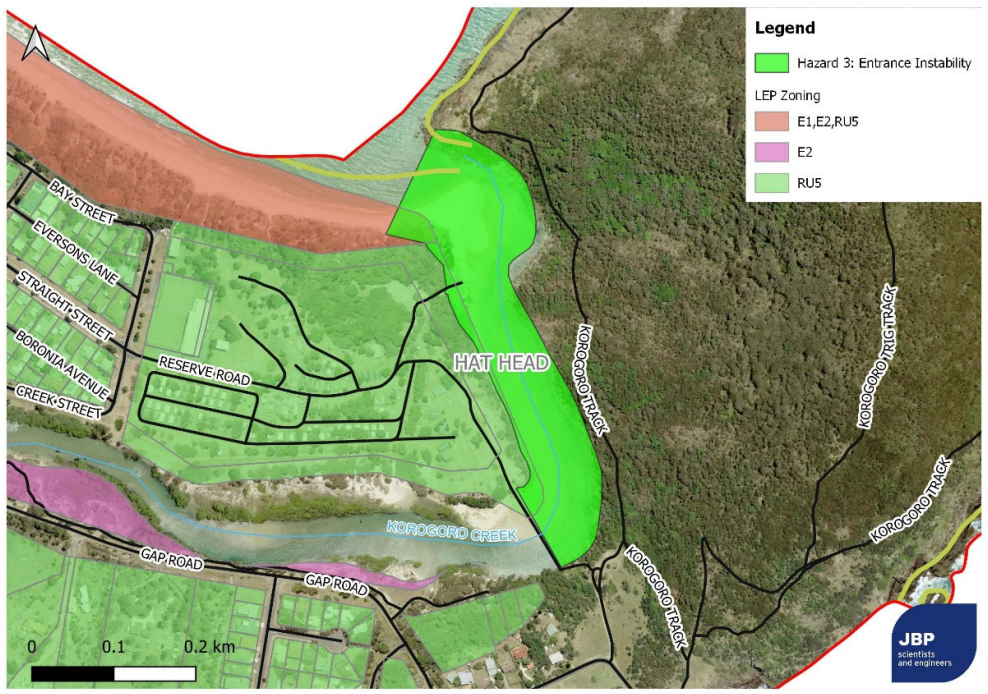 Legend
Hazard 3: Entrance Instability
LEP Zoning
E1,E2,RU5
E2
RU5
BAY STREET
EVERSONS LANE
STRAIGHT STREET
BORONIA AVENUE
CREEK STREET
RESERVE ROAD
HAT HEAD
KOROGORO TRACK
KOROGORO TRIG TRACK
KOROGORO TRACK
KOROGORO CREEK
GAP ROAD
GAP ROAD
KOROGORO TRACK
0 0.1 0.2 km
JBP
scientists
and engineers